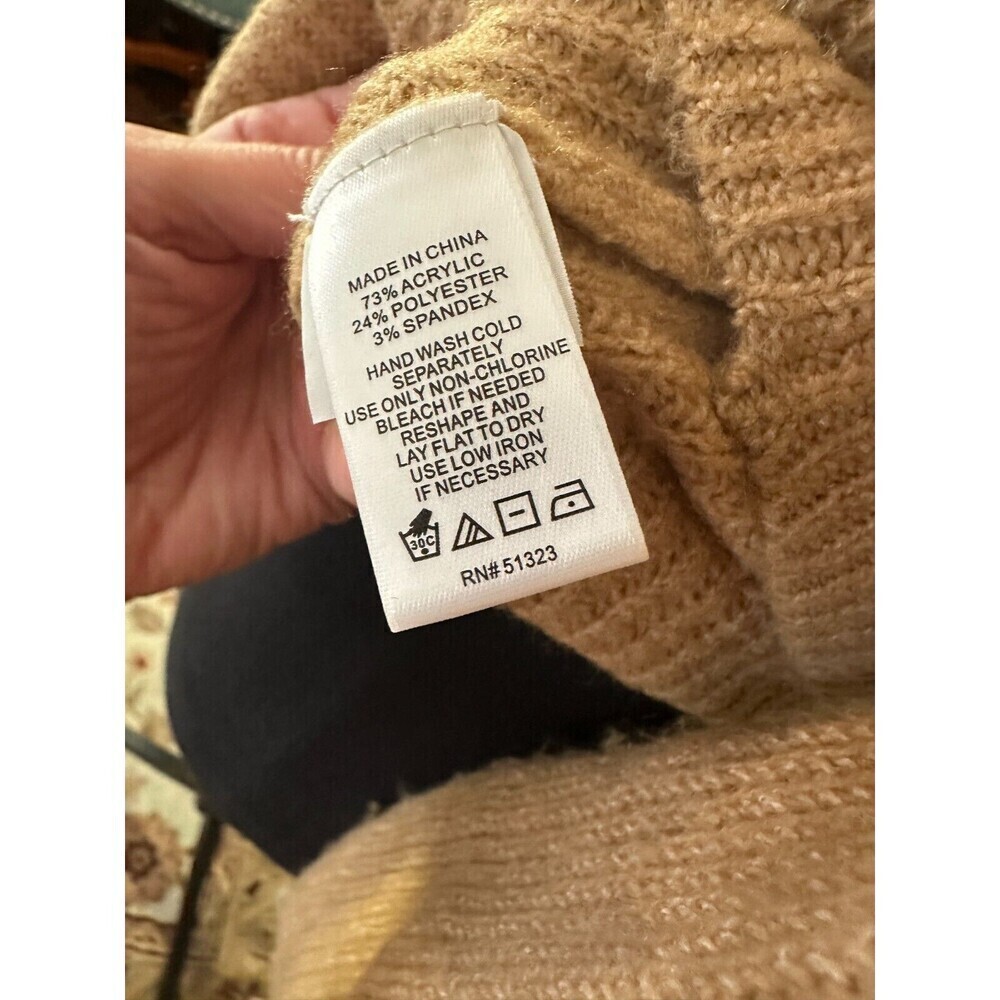 MADE IN CHINA
73% ACRYLIC
24% POLYESTER
3% SPANDEX
HAND WASH COLD
SEPARATELY
USE ONLY NON-CHLORINE
BLEACH IF NEEDED
RESHAPE AND
LAY FLAT TO DRY
USE LOW IRON
IF NECESSARY
30C
RN# 51323